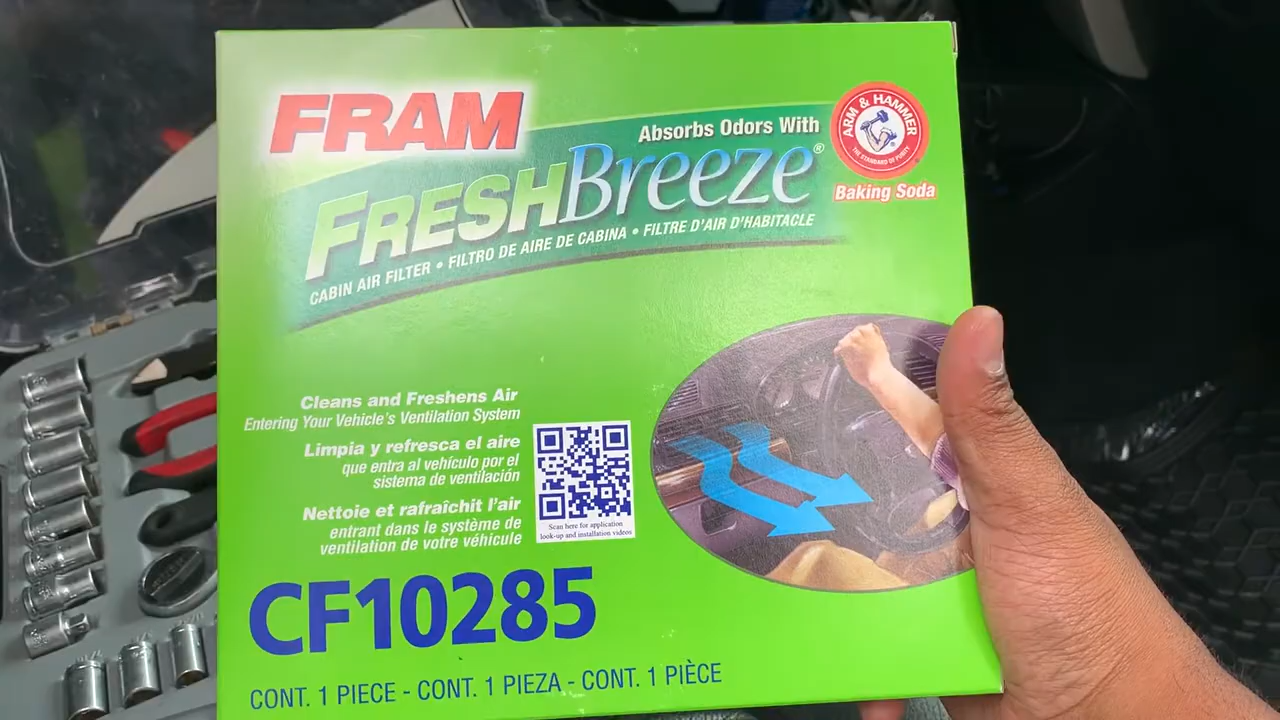 FRAM
Absorbs Odors With
FRESHBreeze®
CABIN AIR FILTER • FILTRO DE AIRE DE CABINA • FILTRE D'AIR D'HABITACLE
ARM & HAMMER
THE STANDARD OF PURITY
Baking Soda
Cleans and Freshens Air
Entering Your Vehicle's Ventilation System
Limpia y refresca el aire
que entra al vehículo por el
sistema de ventilación
Nettoie et rafraîchit l'air
entrant dans le système de
ventilation de votre véhicule
Scan here for application
look-up and installation videos
CF10285
CONT. 1 PIECE - CONT. 1 PIEZA - CONT. 1 PIÈCE